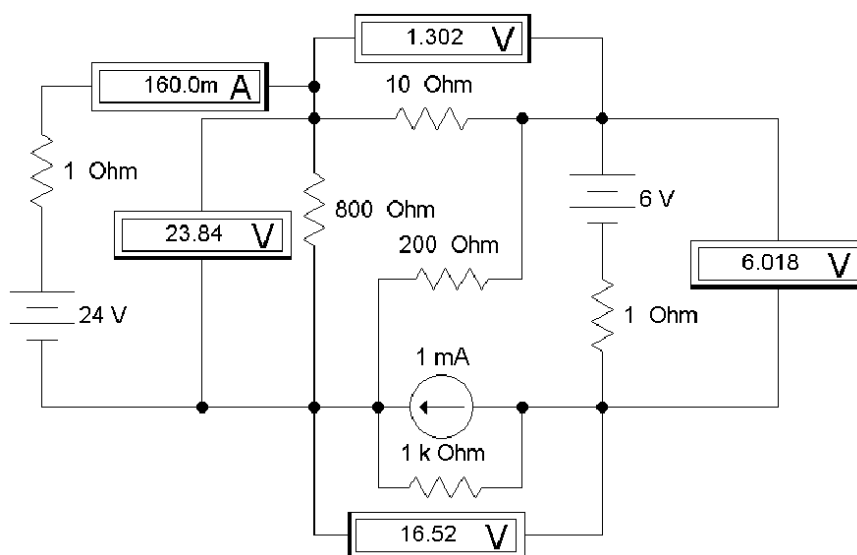 1.302 V
160.0m A
10 Ohm
1 Ohm
800 Ohm
6 V
23.84 V
200 Ohm
6.018 V
24 V
1 Ohm
1 mA
1 k Ohm
16.52 V